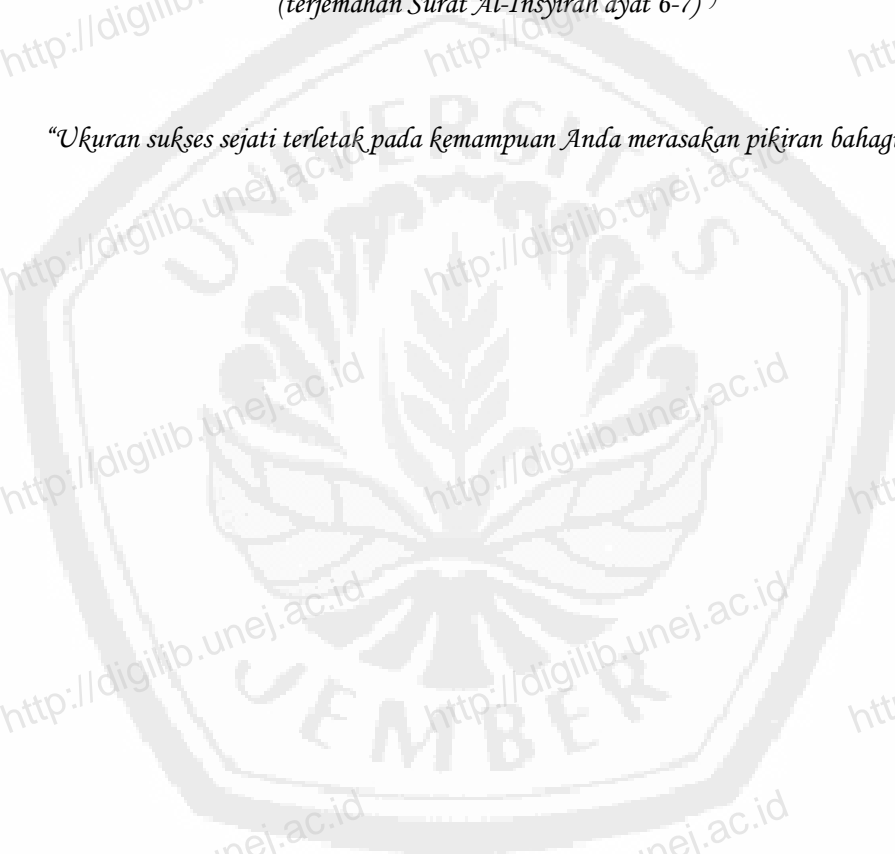 (terjemahan Surat Al-Insyirah ayat 6-7)
“Ukuran sukses sejati terletak pada kemampuan Anda merasakan pikiran
UNIVERSITAS
JEMBER
http://digilib.unej.ac.id
http://digilib.unej.ac.id
http://digilib.unej.ac.id
http://digilib.unej.ac.id
http://digilib.unej.ac.id
http://digilib.unej.ac.id